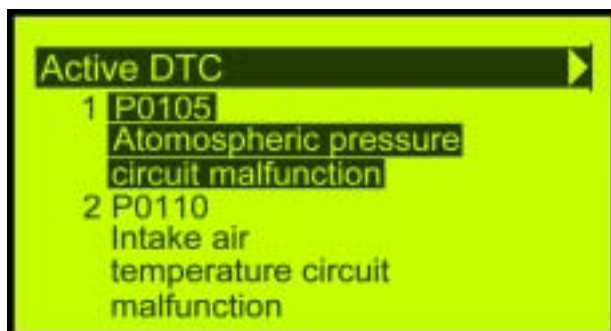 Active DTC
1 P0105
Atomospheric pressure
circuit malfunction
2 P0110
Intake air
temperature circuit
malfunction